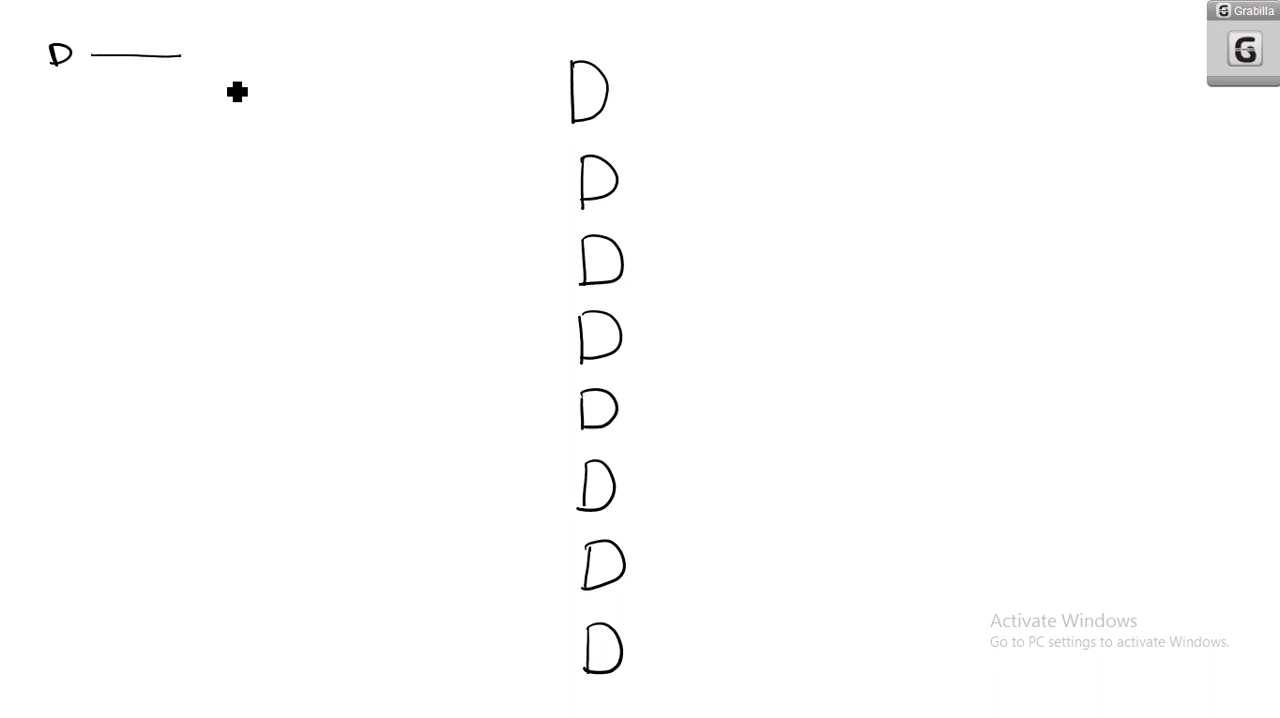 G Grabilla
D
G
Activate Windows
Go to PC settings to activate Windows.